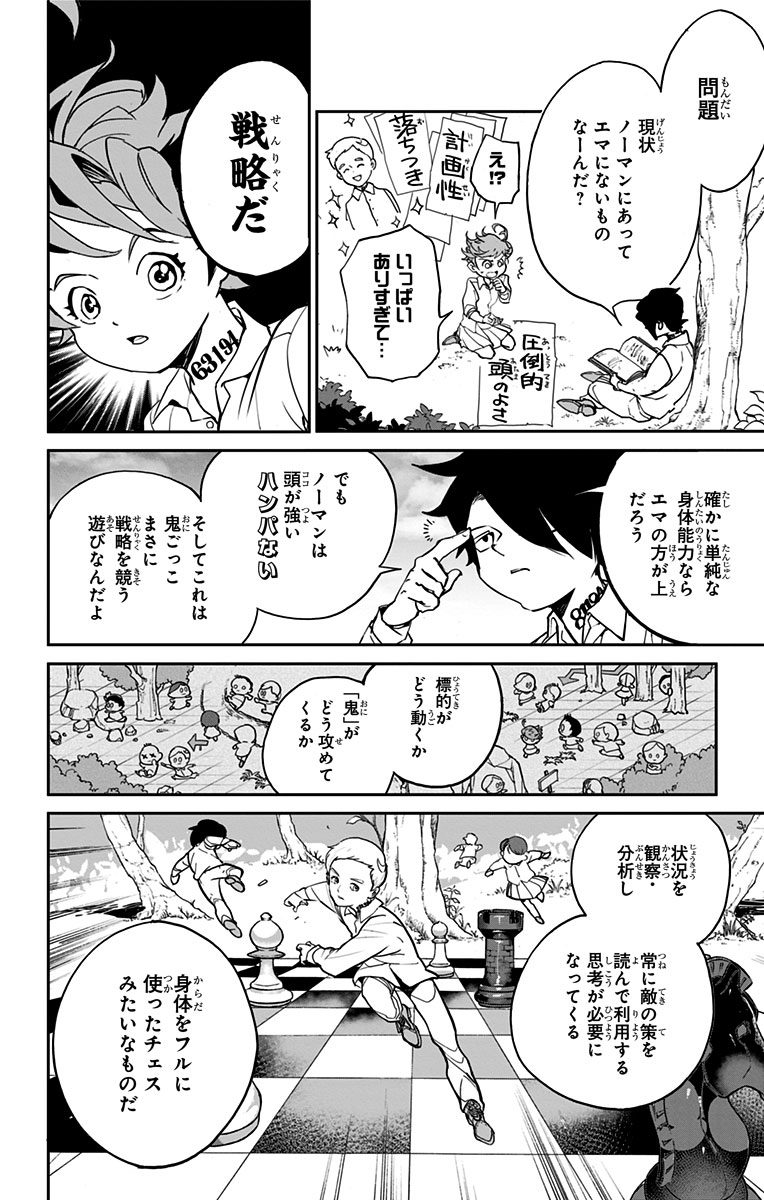 問題
現状
ノーマンにあって
エマにないもの
なーんだ?
え!?
計画性
落ちつき
いっぱい
ありすぎて…
圧倒的
頭のよさ
戦略だ
63194
確かに単純な
身体能力なら
エマの方が上
だろう
でも
ノーマンは
頭が強い
ハンパない
そしてこれは
鬼ごっこ
まさに
戦略を競う
遊びなんだよ
標的が
どう動くか
「鬼」が
どう攻めて
くるか
状況を
観察・
分析し
常に敵の策を
読んで利用する
思考が必要に
なってくる
身体をフルに
使ったチェス
みたいなものだ